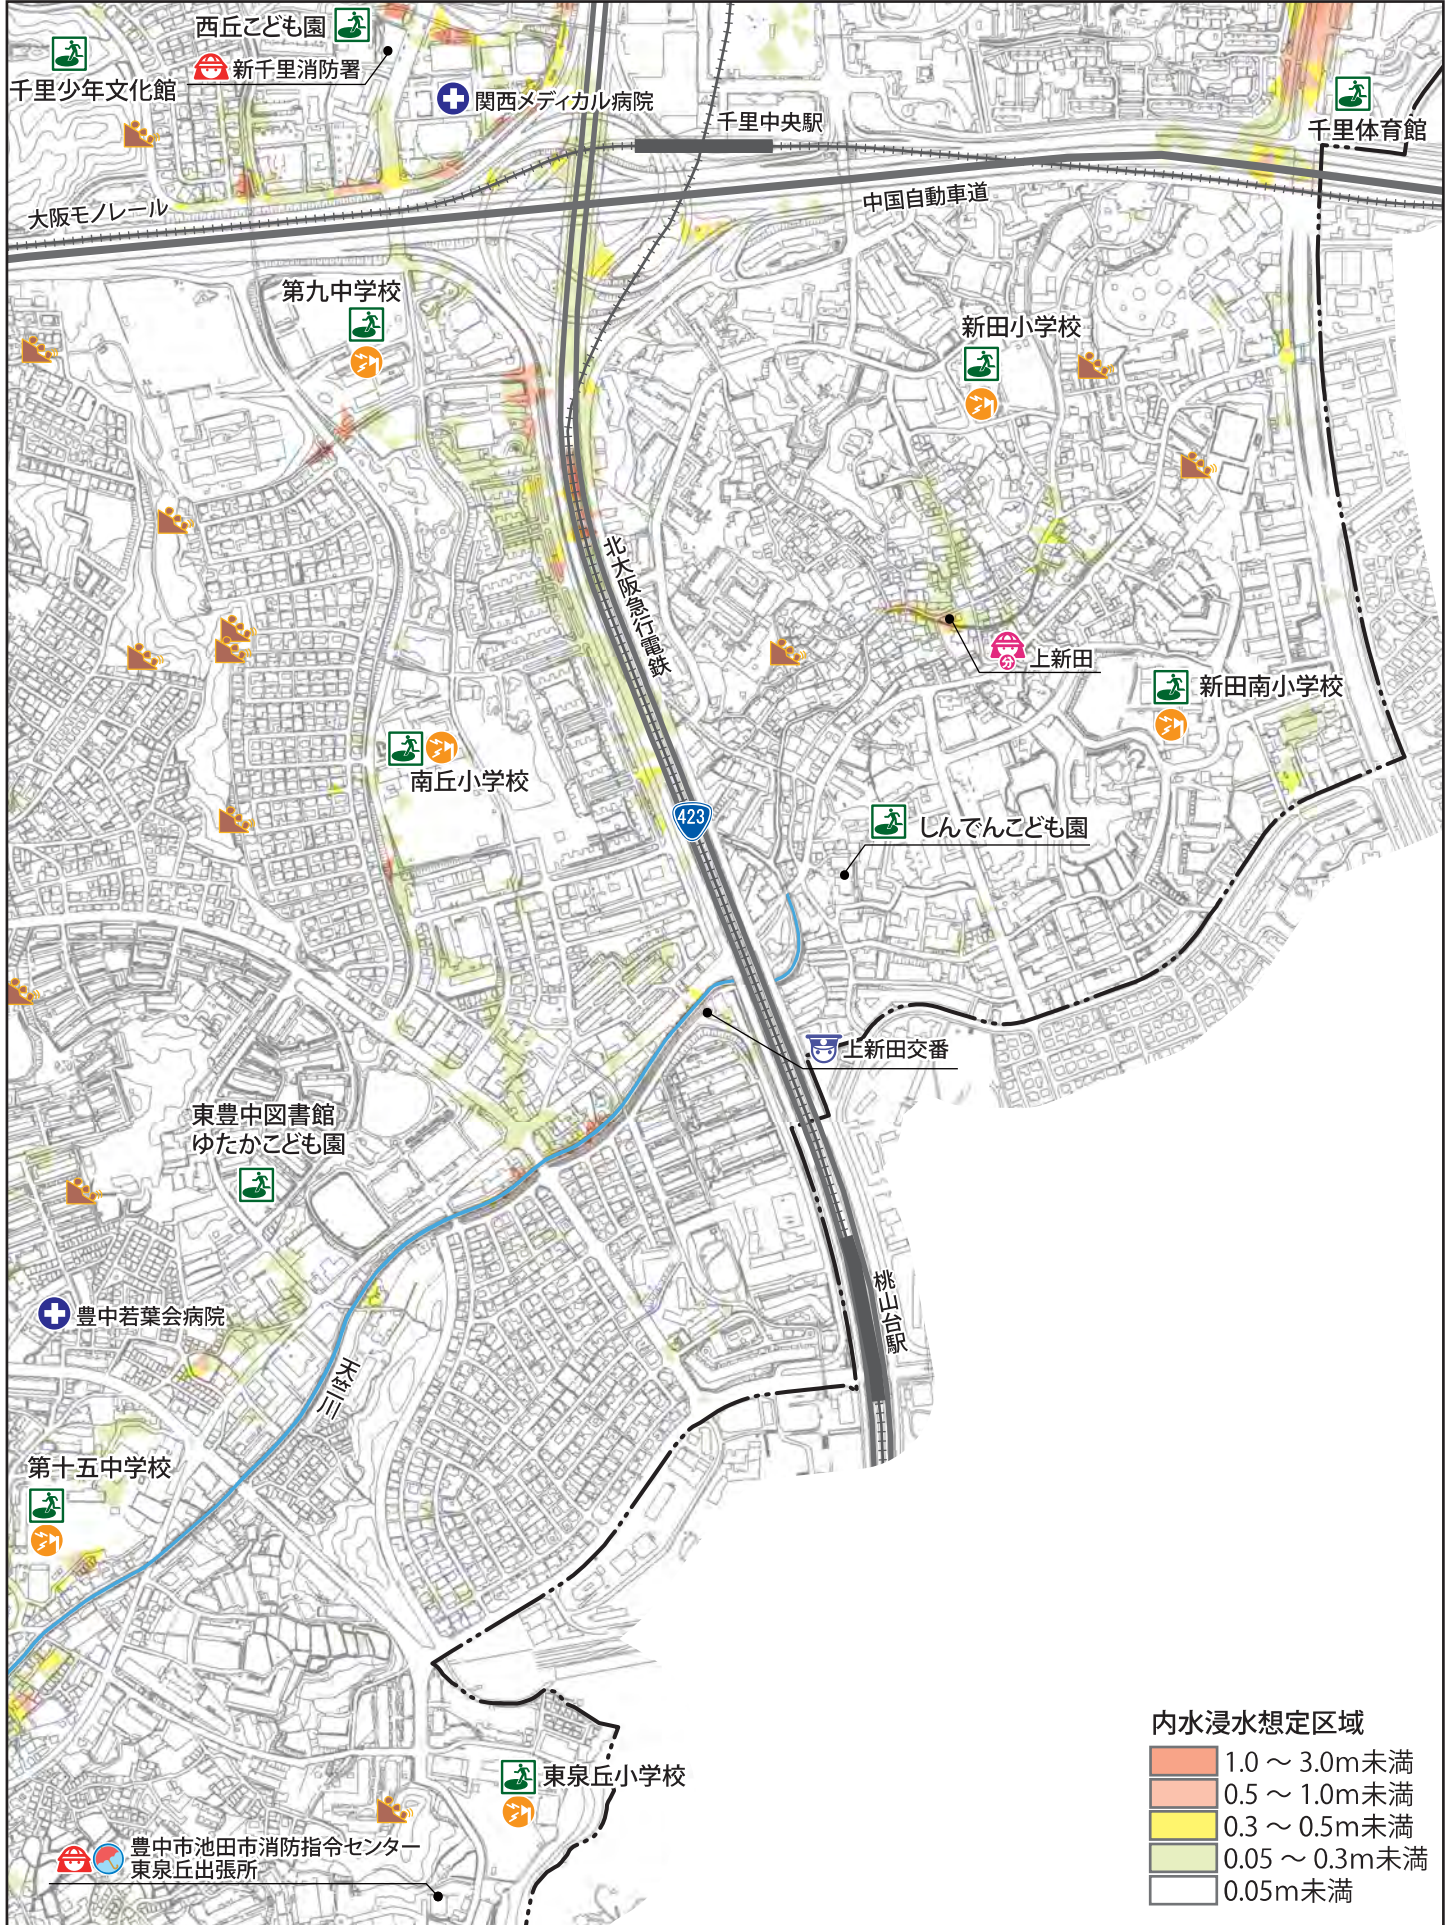 西丘こども園
新千里消防署
千里少年文化館
関西メディカル病院
千里中央駅
千里体育館
大阪モノレール
中国自動車道
第九中学校
新田小学校
北大阪急行電鉄
上新田
新田南小学校
南丘小学校
423
しんでんこども園
上新田交番
東豊中図書館
ゆたかこども園
豊中若葉会病院
桃山台駅
天竺川
第十五中学校
東泉丘小学校
豊中市池田市消防指令センター
東泉丘出張所
内水浸水想定区域
1.0 ~ 3.0m未満
0.5 ~ 1.0m未満
0.3 ~ 0.5m未満
0.05 ~ 0.3m未満
0.05m未満
分